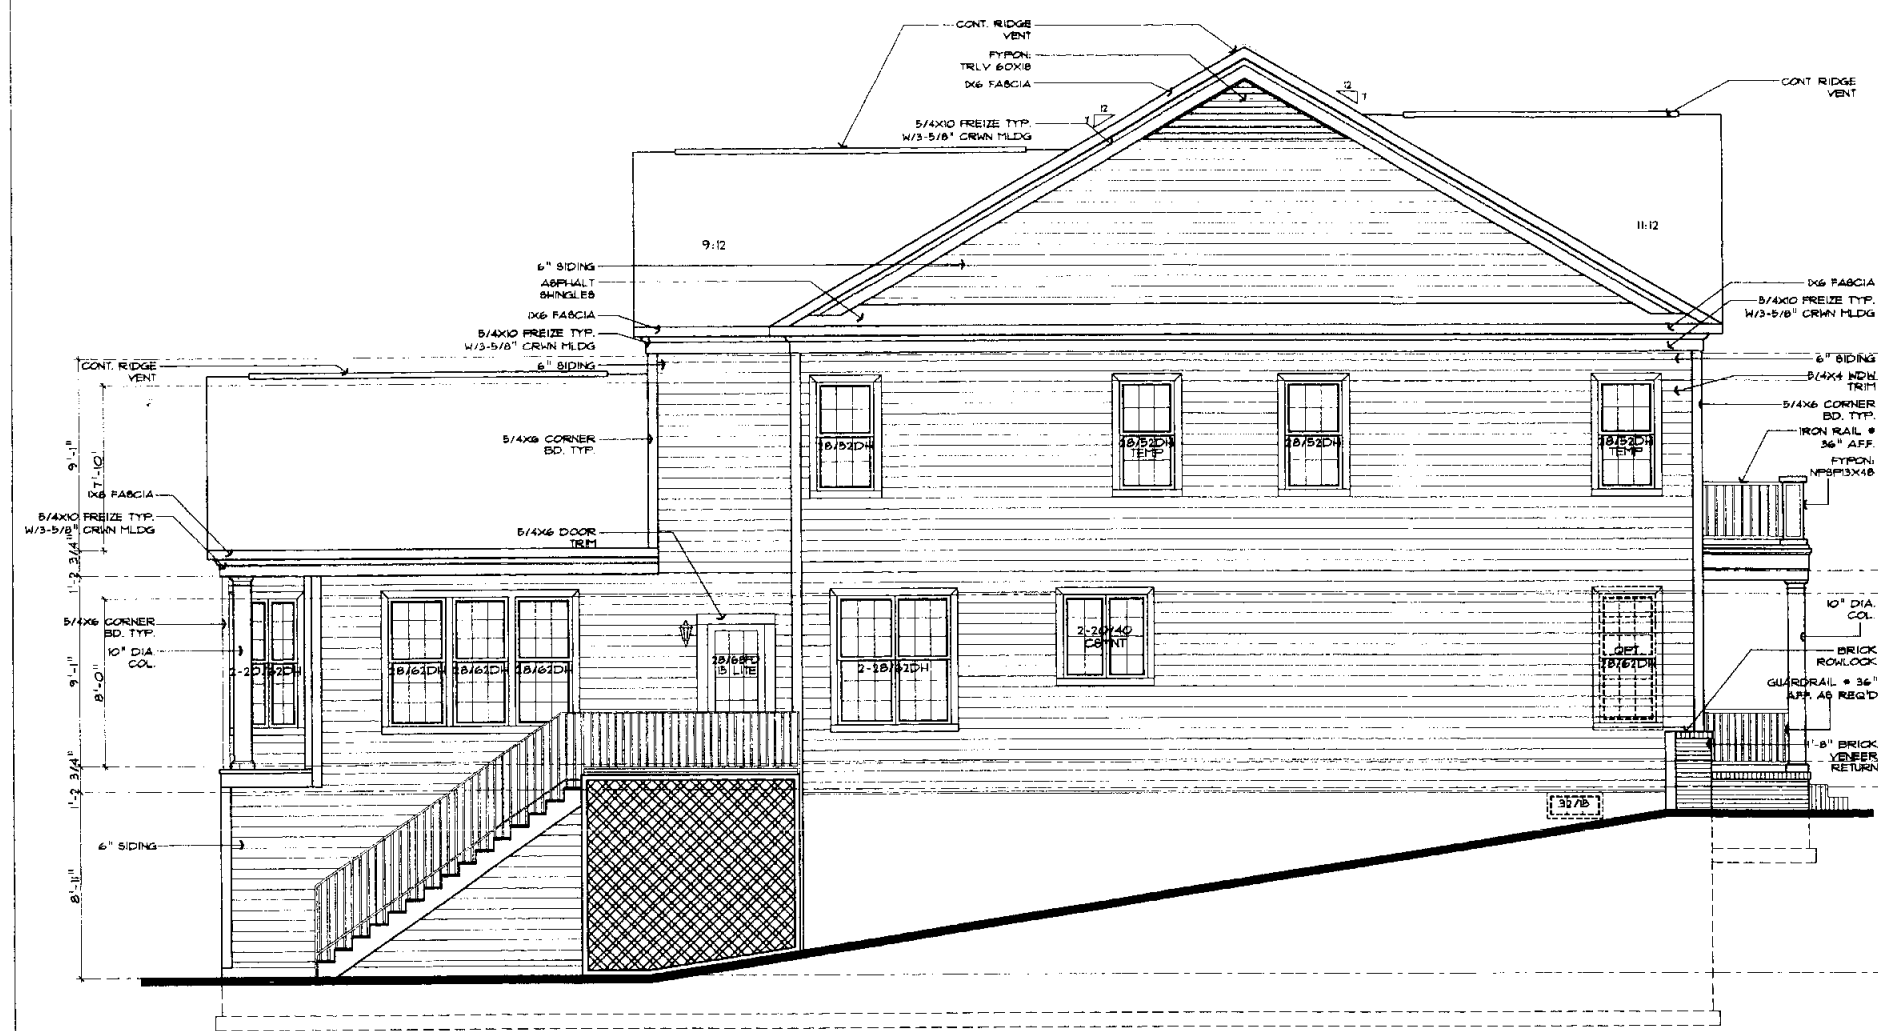 CONT. RIDGE
VENT
FYPON:
TRLV 60X18
1X6 FASCIA
5/4X10 FREIZE TYP.
W/3-5/8" CRWN MLDG
12
7
12
7
CONT RIDGE
VENT
9:12
11:12
6" SIDING
ASPHALT
SHINGLES
1X6 FASCIA
5/4X10 FREIZE TYP.
W/3-5/8" CRWN MLDG
6" SIDING
1X6 FASCIA
5/4X10 FREIZE TYP.
W/3-5/8" CRWN MLDG
6" SIDING
5/4X4 WDW
TRIM
5/4X6 CORNER
BD. TYP.
IRON RAIL @
36" A.F.F.
FYPON:
NPSP13X48
CONT. RIDGE
VENT
9'-1"
7'-10"
5/4X6 CORNER
BD. TYP.
28/52DH
28/52DH
TEMP
28/52DH
28/52DH
TEMP
1X6 FASCIA
5/4X10 FREIZE TYP.
W/3-5/8" CRWN MLDG
5/4X6 DOOR
TRIM
1'-2 3/4"
5/4X6 CORNER
BD. TYP.
10" DIA.
COL.
9'-1"
8'-0"
2-20/62DH
28/62DH
28/62DH
28/62DH
28/68FD
15 LITE
2-28/62DH
2-20/40
CSMNT
OPT.
28/62DH
10" DIA.
COL.
BRICK
ROWLOCK
GUARDRAIL @ 36"
AFF. AS REQ'D
1'-8" BRICK
VENEER
RETURN
1'-2 3/4"
32/18
6" SIDING
8'-11"